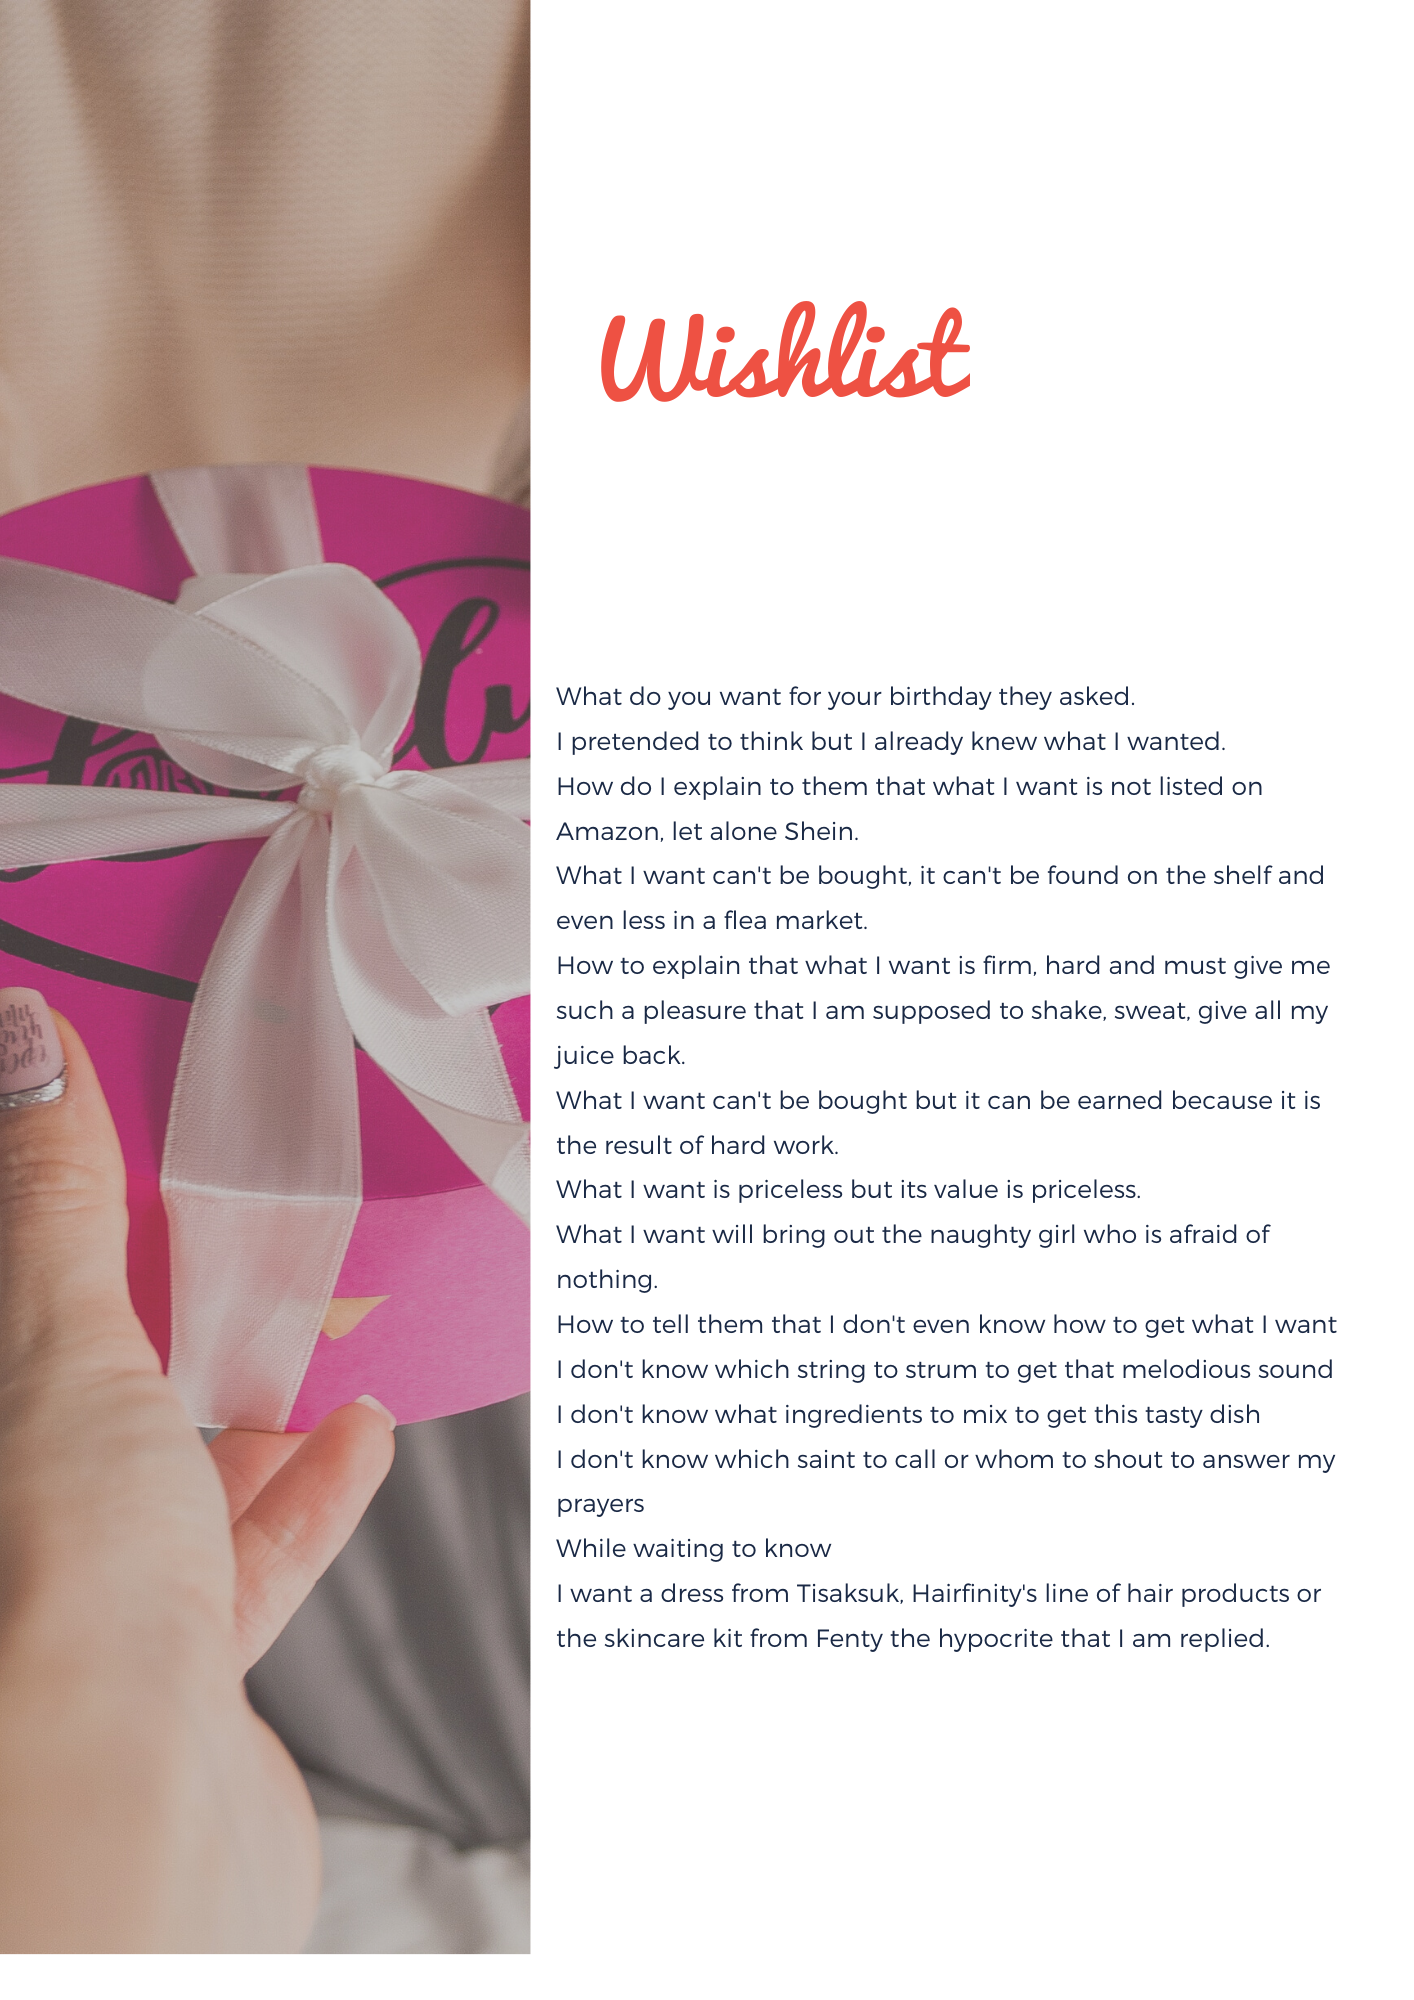 Wishlist
What do you want for your birthday they asked.
I pretended to think but I already knew what I wanted.
How do I explain to them that what I want is not listed on
Amazon, let alone Shein.
What I want can't be bought, it can't be found on the shelf and
even less in a flea market.
How to explain that what I want is firm, hard and must give me
such a pleasure that I am supposed to shake, sweat, give all my
juice back.
What I want can't be bought but it can be earned because it is
the result of hard work.
What I want is priceless but its value is priceless.
What I want will bring out the naughty girl who is afraid of
nothing.
How to tell them that I don't even know how to get what I want
I don't know which string to strum to get that melodious sound
I don't know what ingredients to mix to get this tasty dish
I don't know which saint to call or whom to shout to answer my
prayers
While waiting to know
I want a dress from Tisaksuk, Hairfinity's line of hair products or
the skincare kit from Fenty the hypocrite that I am replied.